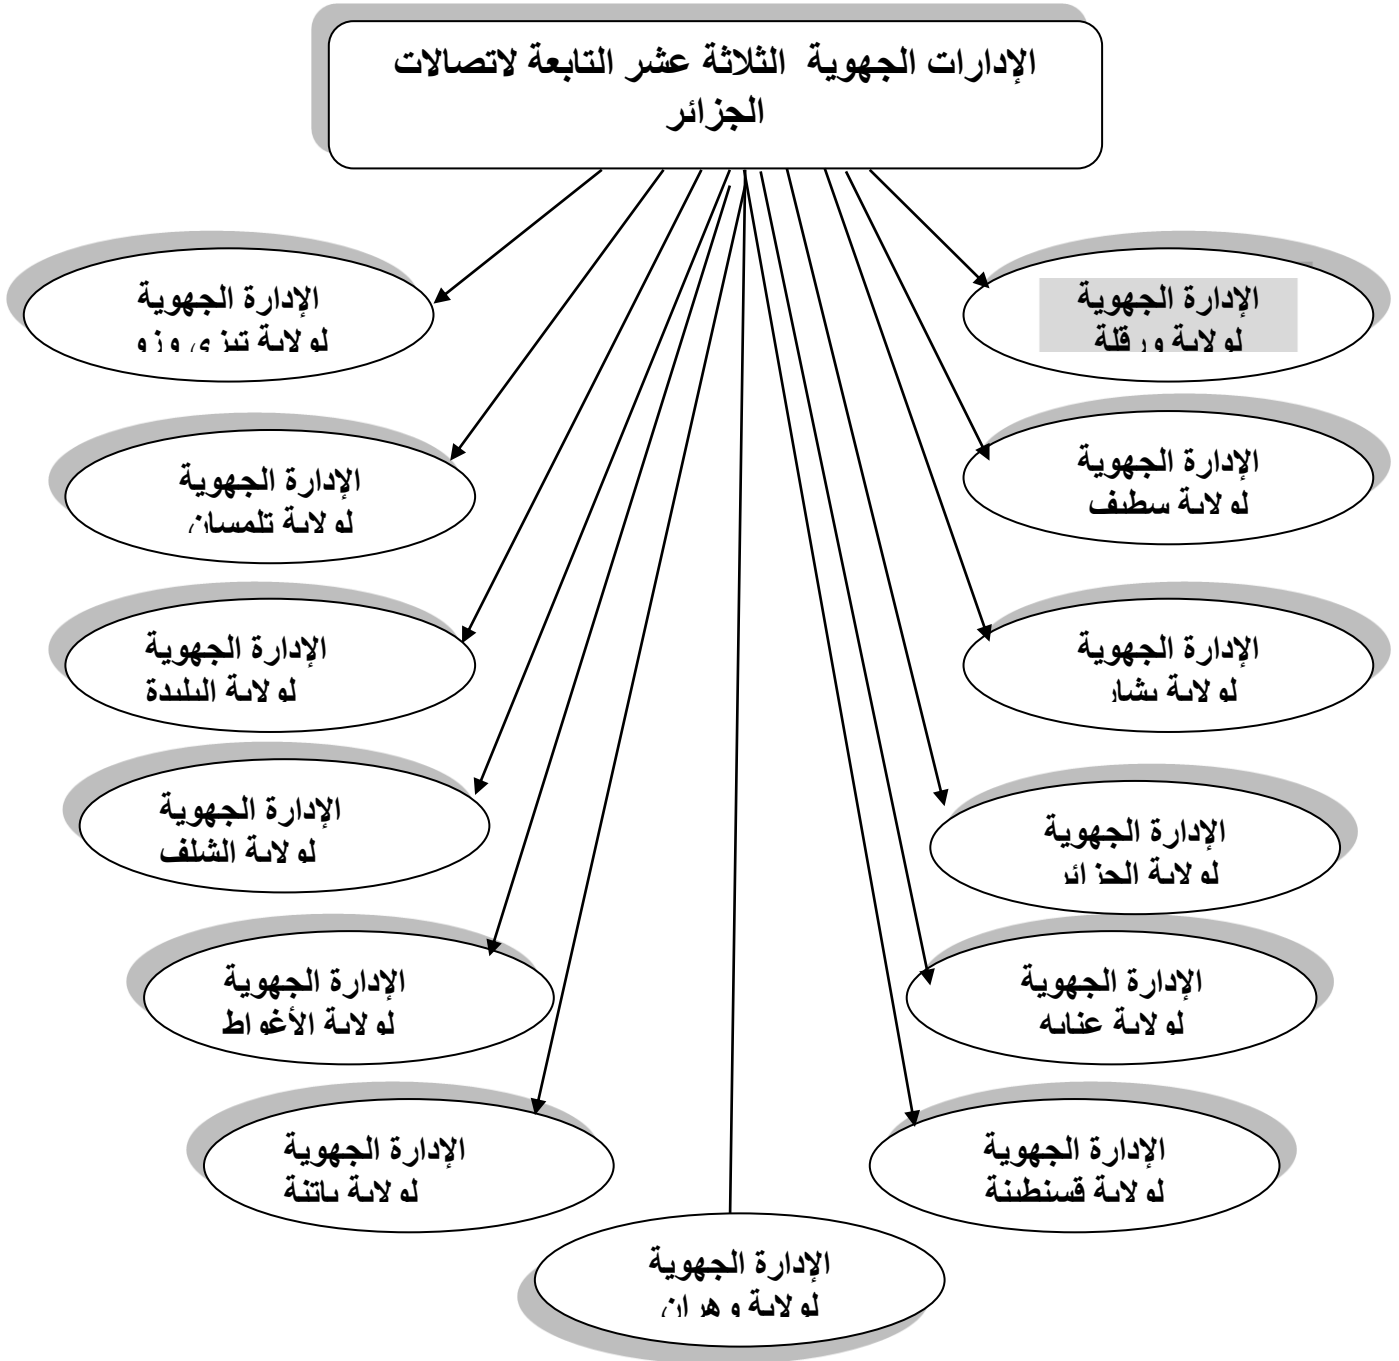 الإدارات الجهوية الثلاثة عشر التابعة لاتصالات
الجزائر
الإدارة الجهوية
لولاية ورقلة
الإدارة الجهوية
لولاية تيزي وزو
الإدارة الجهوية
لولاية سطيف
الإدارة الجهوية
لولاية تلمسان
الإدارة الجهوية
لولاية بشار
الإدارة الجهوية
لولاية البليدة
الإدارة الجهوية
لولاية الجزائر
الإدارة الجهوية
لولاية الشلف
الإدارة الجهوية
لولاية عنابه
الإدارة الجهوية
لولاية الأغواط
الإدارة الجهوية
لولاية قسنطينة
الإدارة الجهوية
لولاية باتنة
الإدارة الجهوية
لولاية وهران